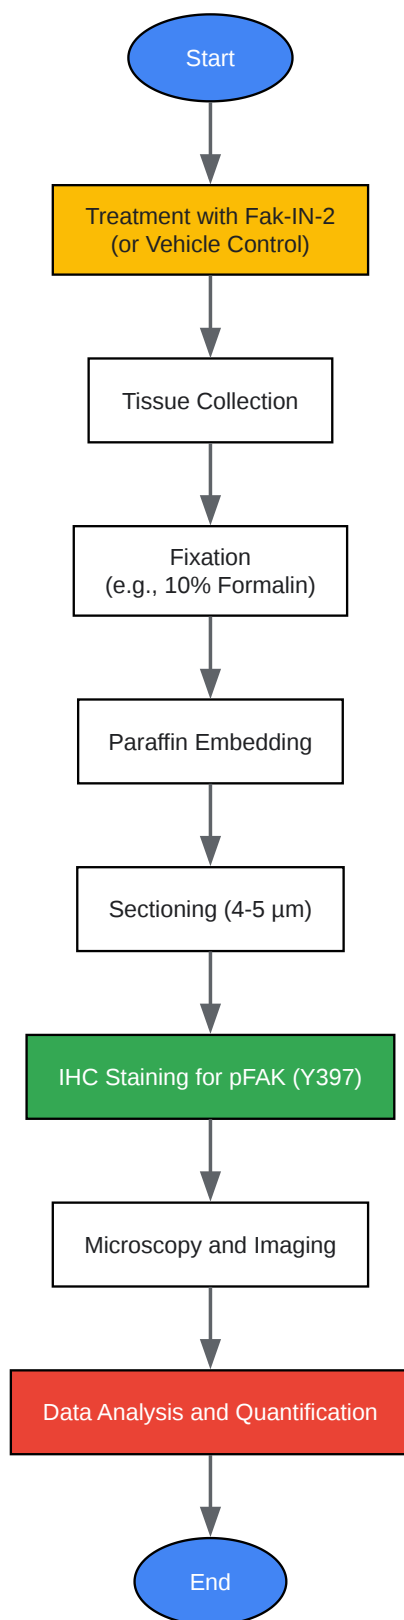 Start
Treatment with Fak-IN-2
(or Vehicle Control)
Tissue Collection
Fixation
(e.g., 10% Formalin)
Paraffin Embedding
Sectioning (4-5 µm)
IHC Staining for pFAK (Y397)
Microscopy and Imaging
Data Analysis and Quantification
End